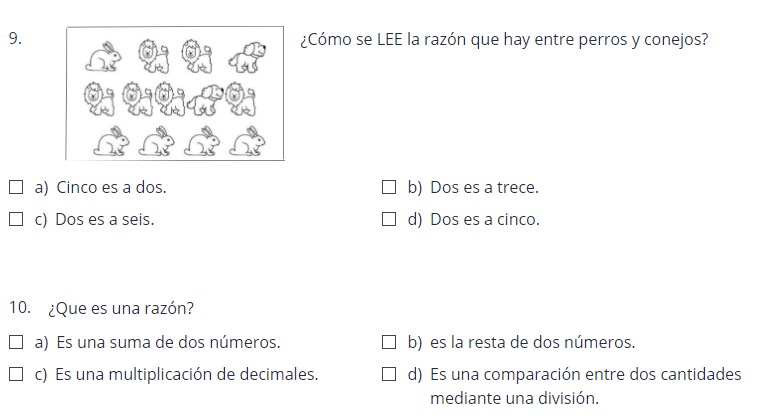 9. ¿Cómo se LEE la razón que hay entre perros y conejos?
a) Cinco es a dos.
b) Dos es a trece.
c) Dos es a seis.
d) Dos es a cinco.
10. ¿Que es una razón?
a) Es una suma de dos números.
b) es la resta de dos números.
c) Es una multiplicación de decimales.
d) Es una comparación entre dos cantidades
mediante una división.